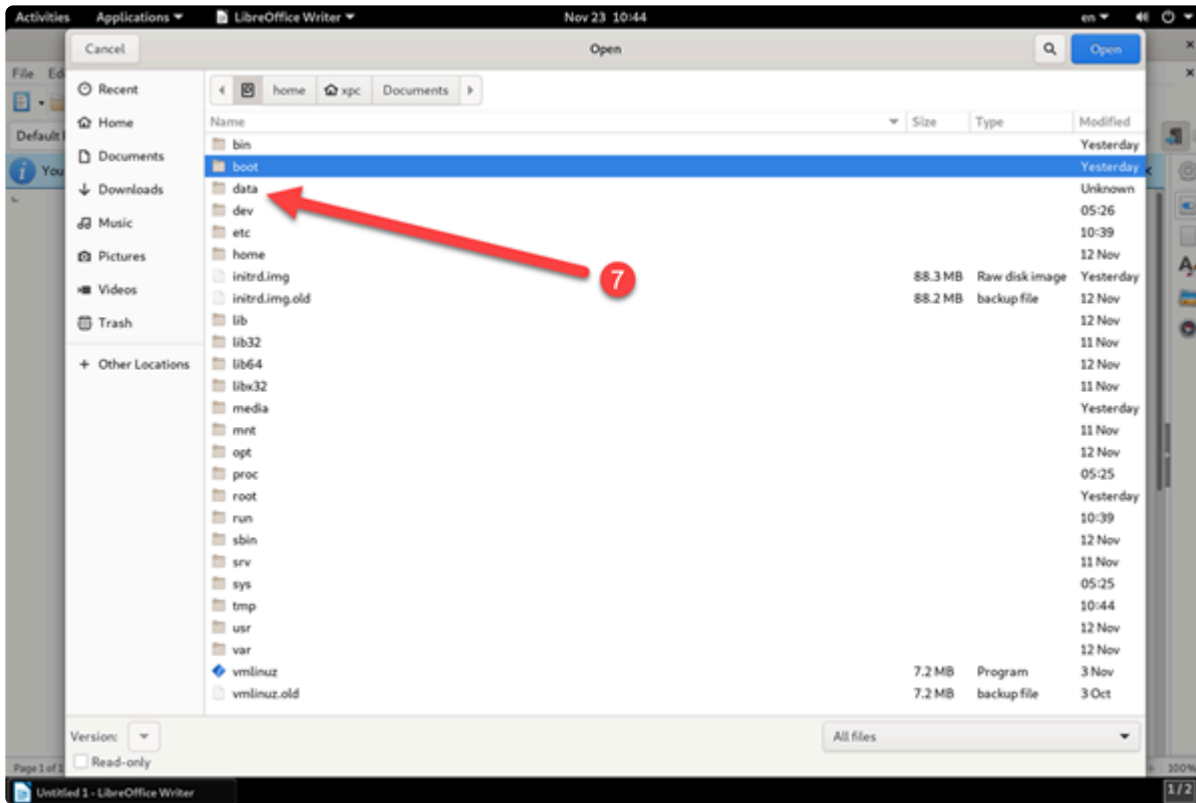 Activities Applications LibreOffice Writer Nov 23 10:44 en
Cancel Open Open
File
Recent
home xpc Documents
Home
Name Size Type Modified
Default
bin Yesterday
Documents
boot Yesterday
You
Downloads
data Unknown
dev 05:26
Music
etc 10:39
Pictures
home 12 Nov
7
initrd.img 88.3 MB Raw disk image Yesterday
Videos
initrd.img.old 88.2 MB backup file 12 Nov
Trash
lib 12 Nov
lib32 11 Nov
Other Locations
lib64 12 Nov
libx32 11 Nov
media Yesterday
mnt 11 Nov
opt 12 Nov
proc 05:25
root Yesterday
run 10:39
sbin 12 Nov
srv 11 Nov
sys 05:25
tmp 10:44
usr 12 Nov
var 12 Nov
vmlinuz 7.2 MB Program 3 Nov
vmlinuz.old 7.2 MB backup file 3 Oct
Version: All files
Read-only
Page 1 of 1 100%
Untitled 1 - LibreOffice Writer 1/2